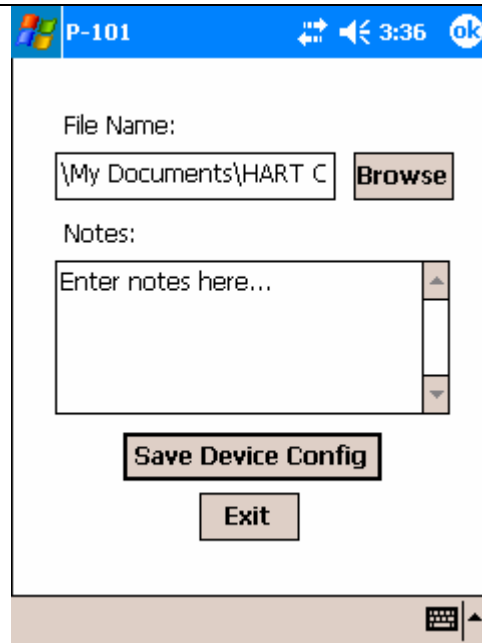 P-101 3:36 ok
File Name:
\My Documents\HART C Browse
Notes:
Enter notes here...
Save Device Config
Exit